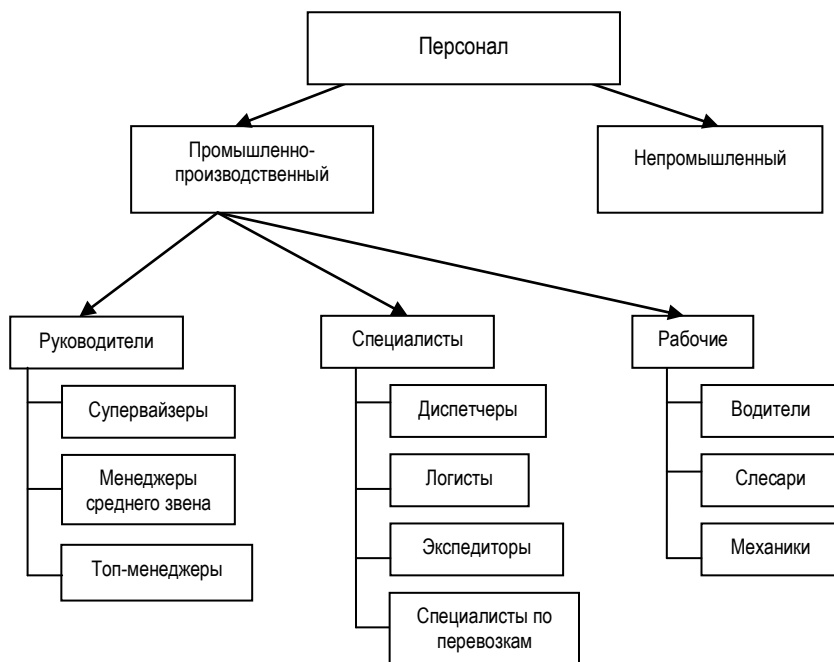 Персонал
Промышленно-
производственный
Непромышленный
Руководители
Специалисты
Рабочие
Супервайзеры
Диспетчеры
Водители
Менеджеры
среднего звена
Логисты
Слесари
Топ-менеджеры
Экспедиторы
Механики
Специалисты по
перевозкам